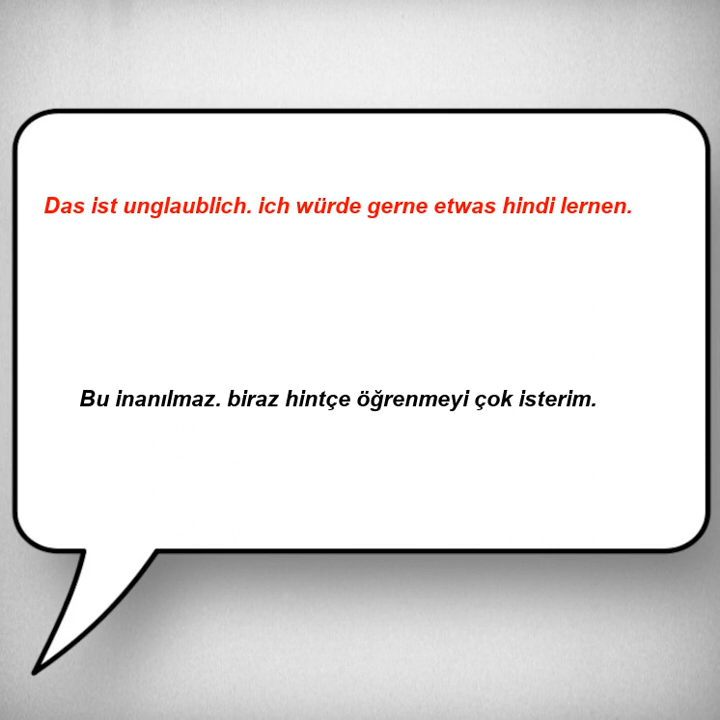 Das ist unglaublich. ich würde gerne etwas hindi lernen.
Bu inanılmaz. biraz hintçe öğrenmeyi çok isterim.